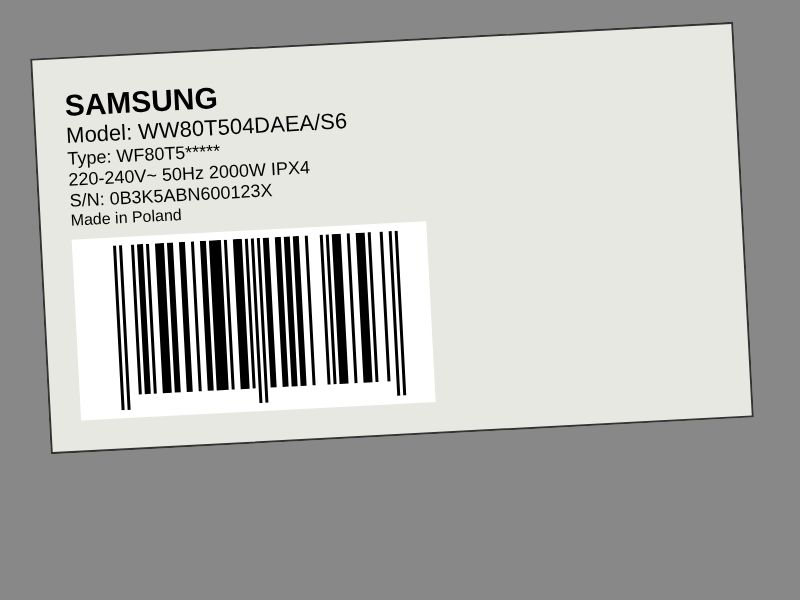 SAMSUNG
Model: WW80T504DAEA/S6
Type: WF80T5*****
220-240V~ 50Hz 2000W IPX4
S/N: 0B3K5ABN600123X
Made in Poland